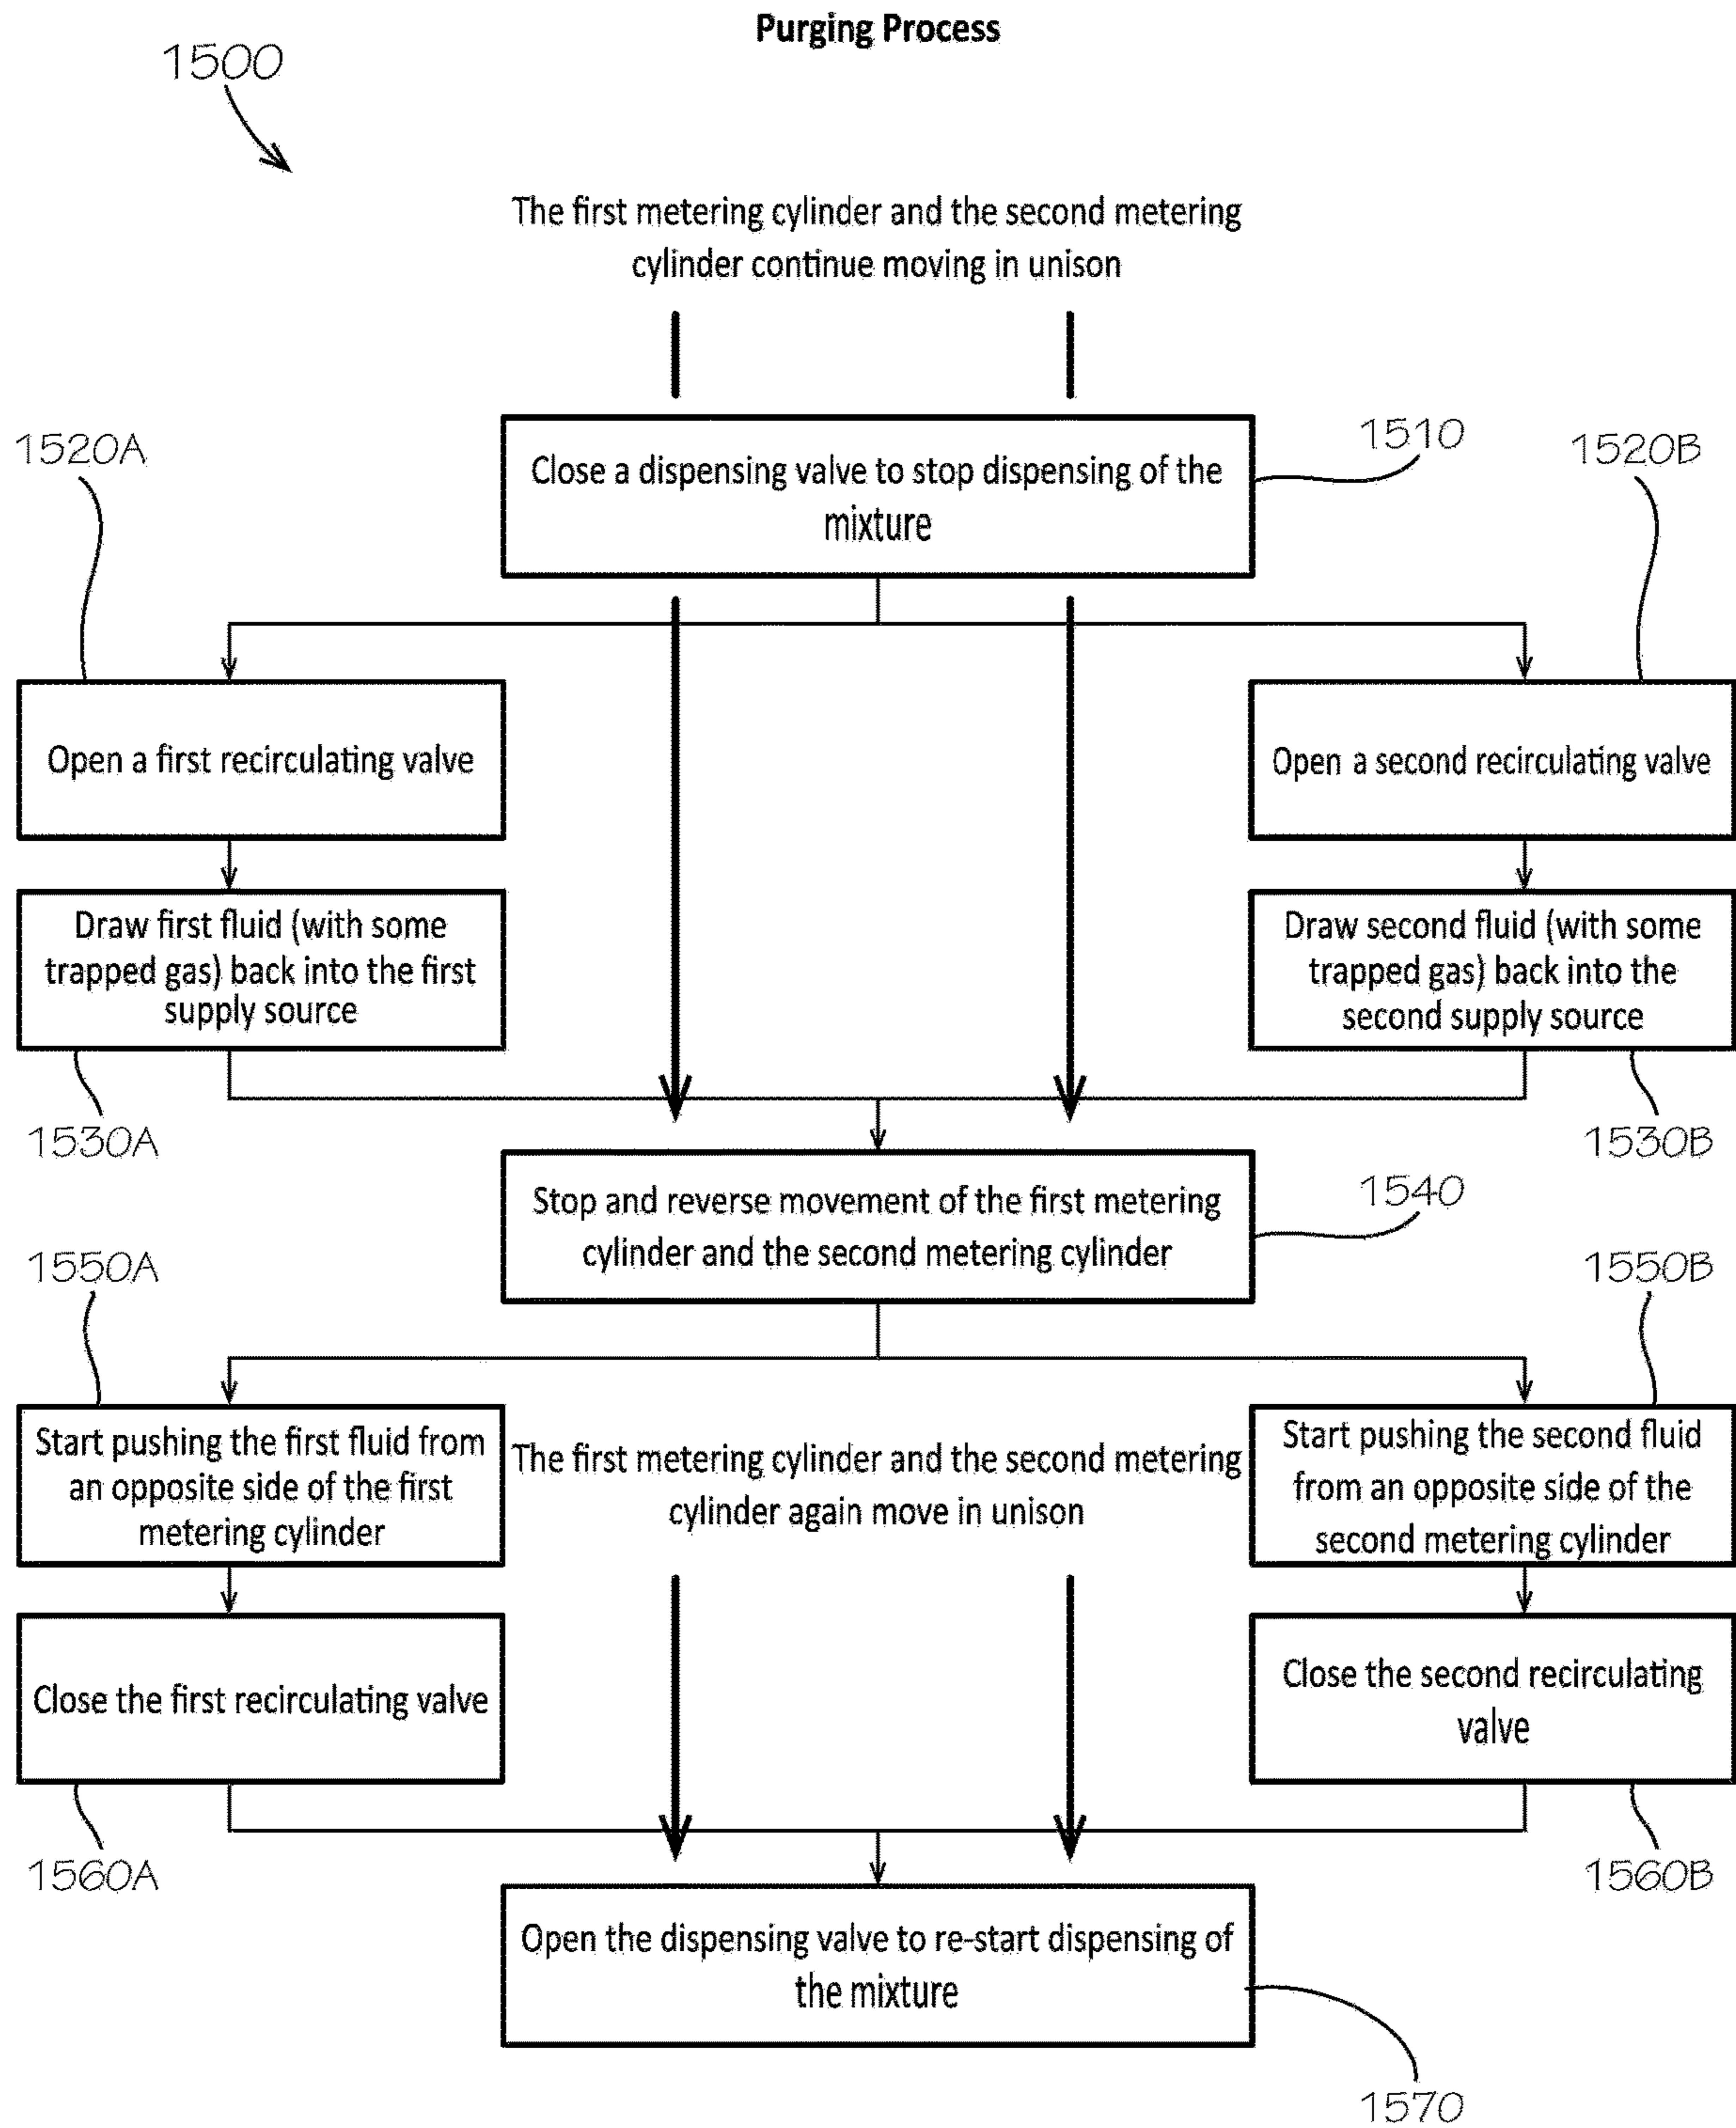 Purging Process
1500
The first metering cylinder and the second metering
cylinder continue moving in unison
1510
Close a dispensing valve to stop dispensing of the
mixture
1520A
1520B
Open a first recirculating valve
Open a second recirculating valve
Draw first fluid (with some
trapped gas) back into the first
supply source
Draw second fluid (with some
trapped gas) back into the
second supply source
1530A
1530B
Stop and reverse movement of the first metering
cylinder and the second metering cylinder
1540
1550A
1550B
Start pushing the first fluid from
an opposite side of the first
metering cylinder
The first metering cylinder and the second metering
cylinder again move in unison
Start pushing the second fluid
from an opposite side of the
second metering cylinder
Close the first recirculating valve
Close the second recirculating
valve
1560A
1560B
Open the dispensing valve to re-start dispensing of
the mixture
1570